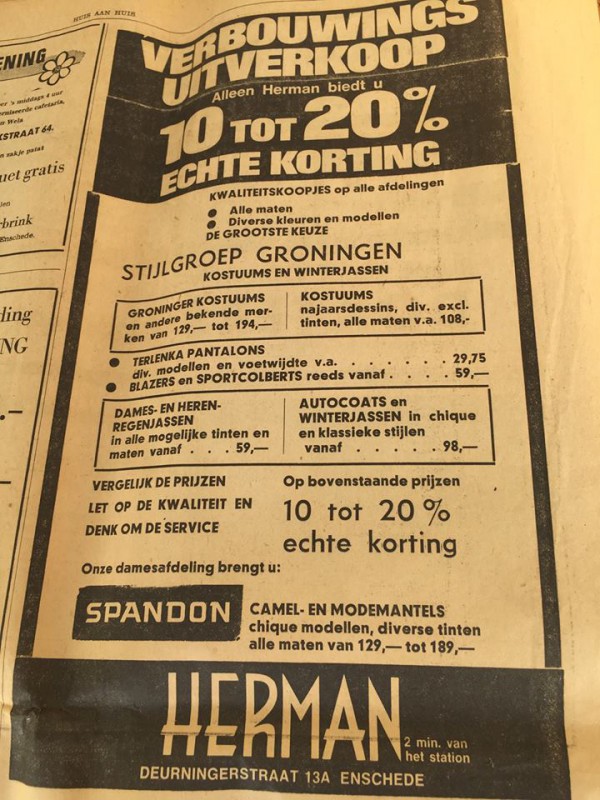 HUIS AAN HUIS
VERBOUWINGS
UITVERKOOP
Alleen Herman biedt u
10 TOT 20%
ECHTE KORTING
KWALITEITSKOOPJES op alle afdelingen
● Alle maten
● Diverse kleuren en modellen
DE GROOTSTE KEUZE
STIJLGROEP GRONINGEN
KOSTUUMS EN WINTERJASSEN
GRONINGER KOSTUUMS
en andere bekende mer-
ken van 129,— tot 194,—
KOSTUUMS
najaarsdessins, div. excl.
tinten, alle maten v.a. 108,-
● TERLENKA PANTALONS
div. modellen en voetwijdte v.a. . . . . . . 29,75
● BLAZERS en SPORTCOLBERTS reeds vanaf . . . . 59,—
DAMES- EN HEREN-
REGENJASSEN
in alle mogelijke tinten en
maten vanaf . . . 59,—
AUTOCOATS en
WINTERJASSEN in chique
en klassieke stijlen
vanaf . . . . . 98,—
VERGELIJK DE PRIJZEN
LET OP DE KWALITEIT EN
DENK OM DE SERVICE
Op bovenstaande prijzen
10 tot 20%
echte korting
Onze damesafdeling brengt u:
SPANDON
CAMEL- EN MODEMANTELS
chique modellen, diverse tinten
alle maten van 129,— tot 189,—
HERMAN
2 min. van
het station
DEURNINGERSTRAAT 13A ENSCHEDE
ENING
's middags 4 uur
cafetaria,
KSTRAAT 64.
zakje patat
uet gratis
brink
Enschede.
ding
NG